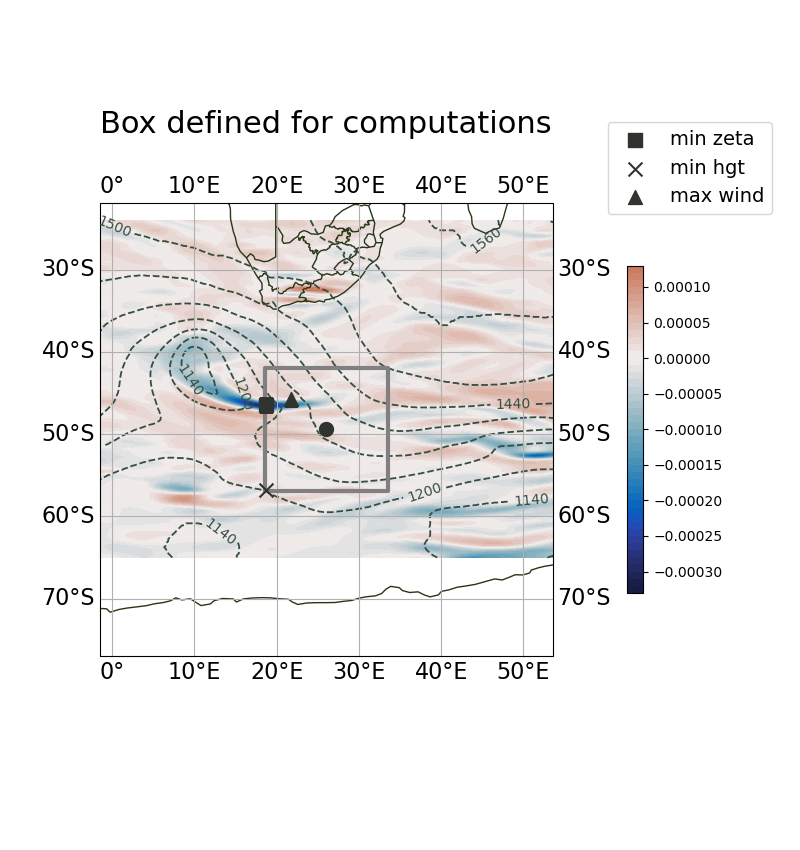 Box defined for computations
min zeta
min hgt
max wind
0° 10°E 20°E 30°E 40°E 50°E
1500
1560
30°S 30°S
0.00010
0.00005
40°S 40°S
0.00000
1140
1200
−0.00005
1440
50°S 50°S
−0.00010
−0.00015
1200
1140
−0.00020
60°S 60°S
1140
−0.00025
−0.00030
70°S 70°S
0° 10°E 20°E 30°E 40°E 50°E